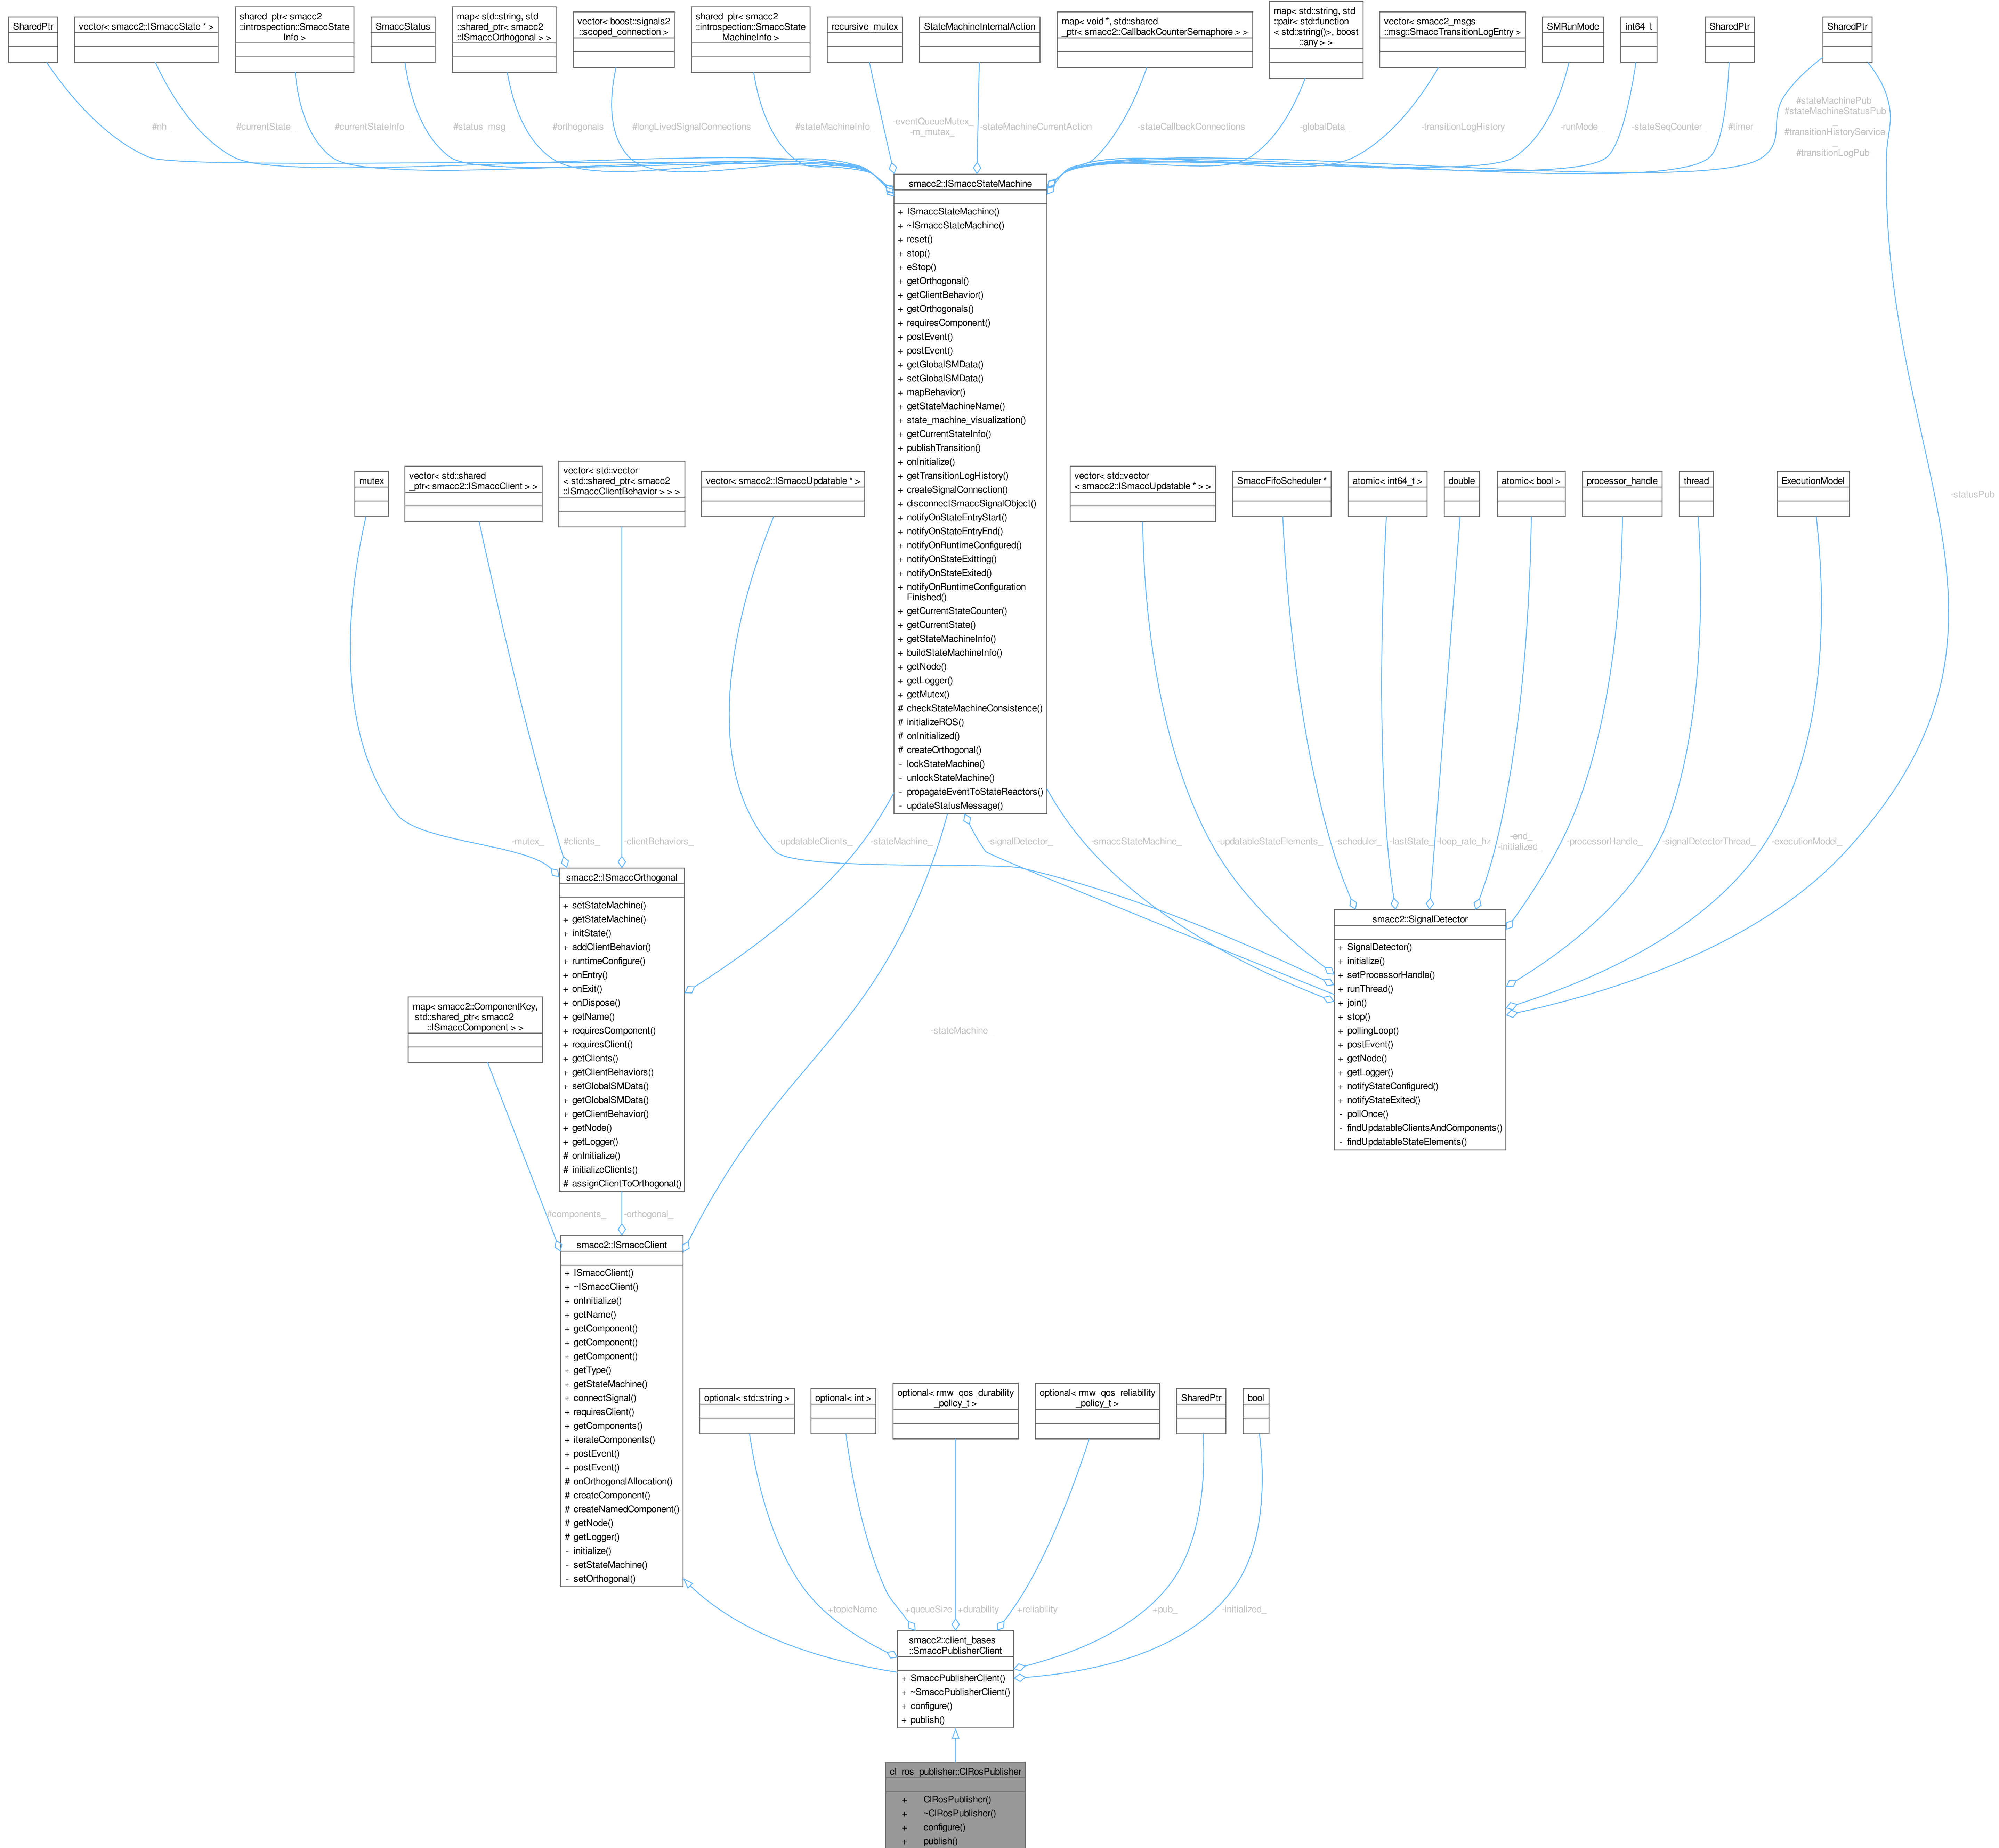 SharedPtr
vector< smacc2::ISmaccState * >
shared_ptr< smacc2
::introspection::SmaccState
Info >
SmaccStatus
map< std::string, std
::shared_ptr< smacc2
::ISmaccOrthogonal > >
vector< boost::signals2
::scoped_connection >
shared_ptr< smacc2
::introspection::SmaccState
MachineInfo >
recursive_mutex
StateMachineInternalAction
map< void *, std::shared
_ptr< smacc2::CallbackCounterSemaphore > >
map< std::string, std
::pair< std::function
< std::string()>, boost
::any > >
vector< smacc2_msgs
::msg::SmaccTransitionLogEntry >
SMRunMode
int64_t
SharedPtr
SharedPtr
#nh_
#currentState_
#currentStateInfo_
#status_msg_
#orthogonals_
#longLivedSignalConnections_
#stateMachineInfo_
-eventQueueMutex_
-m_mutex_
-stateMachineCurrentAction
-stateCallbackConnections
-globalData_
-transitionLogHistory_
-runMode_
-stateSeqCounter_
#timer_
#stateMachinePub_
#stateMachineStatusPub
_
#transitionHistoryService
_
#transitionLogPub_
smacc2::ISmaccStateMachine
+ ISmaccStateMachine()
+ ~ISmaccStateMachine()
+ reset()
+ stop()
+ eStop()
+ getOrthogonal()
+ getClientBehavior()
+ getOrthogonals()
+ requiresComponent()
+ postEvent()
+ postEvent()
+ getGlobalSMData()
+ setGlobalSMData()
+ mapBehavior()
+ getStateMachineName()
+ state_machine_visualization()
+ getCurrentStateInfo()
+ publishTransition()
+ onInitialize()
+ getTransitionLogHistory()
+ createSignalConnection()
+ disconnectSmaccSignalObject()
+ notifyOnStateEntryStart()
+ notifyOnStateEntryEnd()
+ notifyOnRuntimeConfigured()
+ notifyOnStateExitting()
+ notifyOnStateExited()
+ notifyOnRuntimeConfiguration
Finished()
+ getCurrentStateCounter()
+ getCurrentState()
+ getStateMachineInfo()
+ buildStateMachineInfo()
+ getNode()
+ getLogger()
+ getMutex()
# checkStateMachineConsistence()
# initializeROS()
# onInitialized()
# createOrthogonal()
- lockStateMachine()
- unlockStateMachine()
- propagateEventToStateReactors()
- updateStatusMessage()
mutex
vector< std::shared
_ptr< smacc2::ISmaccClient > >
vector< std::vector
< std::shared_ptr< smacc2
::ISmaccClientBehavior > > >
vector< smacc2::ISmaccUpdatable * >
vector< std::vector
< smacc2::ISmaccUpdatable * > >
SmaccFifoScheduler *
atomic< int64_t >
double
atomic< bool >
processor_handle
thread
ExecutionModel
-statusPub_
-mutex_
#clients_
-clientBehaviors_
-updatableClients_
-stateMachine_
-signalDetector_
-smaccStateMachine_
-updatableStateElements_
-scheduler_
-lastState_
-loop_rate_hz
-end_
-initialized_
-processorHandle_
-signalDetectorThread_
-executionModel_
smacc2::ISmaccOrthogonal
+ setStateMachine()
+ getStateMachine()
+ initState()
+ addClientBehavior()
+ runtimeConfigure()
+ onEntry()
+ onExit()
+ onDispose()
+ getName()
+ requiresComponent()
+ requiresClient()
+ getClients()
+ getClientBehaviors()
+ setGlobalSMData()
+ getGlobalSMData()
+ getClientBehavior()
+ getNode()
+ getLogger()
# onInitialize()
# initializeClients()
# assignClientToOrthogonal()
smacc2::SignalDetector
+ SignalDetector()
+ initialize()
+ setProcessorHandle()
+ runThread()
+ join()
+ stop()
+ pollingLoop()
+ postEvent()
+ getNode()
+ getLogger()
+ notifyStateConfigured()
+ notifyStateExited()
- pollOnce()
- findUpdatableClientsAndComponents()
- findUpdatableStateElements()
map< smacc2::ComponentKey,
std::shared_ptr< smacc2
::ISmaccComponent > >
-stateMachine_
#components_
-orthogonal_
smacc2::ISmaccClient
+ ISmaccClient()
+ ~ISmaccClient()
+ onInitialize()
+ getName()
+ getComponent()
+ getComponent()
+ getComponent()
+ getType()
+ getStateMachine()
+ connectSignal()
+ requiresClient()
+ getComponents()
+ iterateComponents()
+ postEvent()
+ postEvent()
# onOrthogonalAllocation()
# createComponent()
# createNamedComponent()
# getNode()
# getLogger()
- initialize()
- setStateMachine()
- setOrthogonal()
optional< std::string >
optional< int >
optional< rmw_qos_durability
_policy_t >
optional< rmw_qos_reliability
_policy_t >
SharedPtr
bool
+topicName
+queueSize
+durability
+reliability
+pub_
-initialized_
smacc2::client_bases
::SmaccPublisherClient
+ SmaccPublisherClient()
+ ~SmaccPublisherClient()
+ configure()
+ publish()
cl_ros_publisher::ClRosPublisher
+ ClRosPublisher()
+ ~ClRosPublisher()
+ configure()
+ publish()